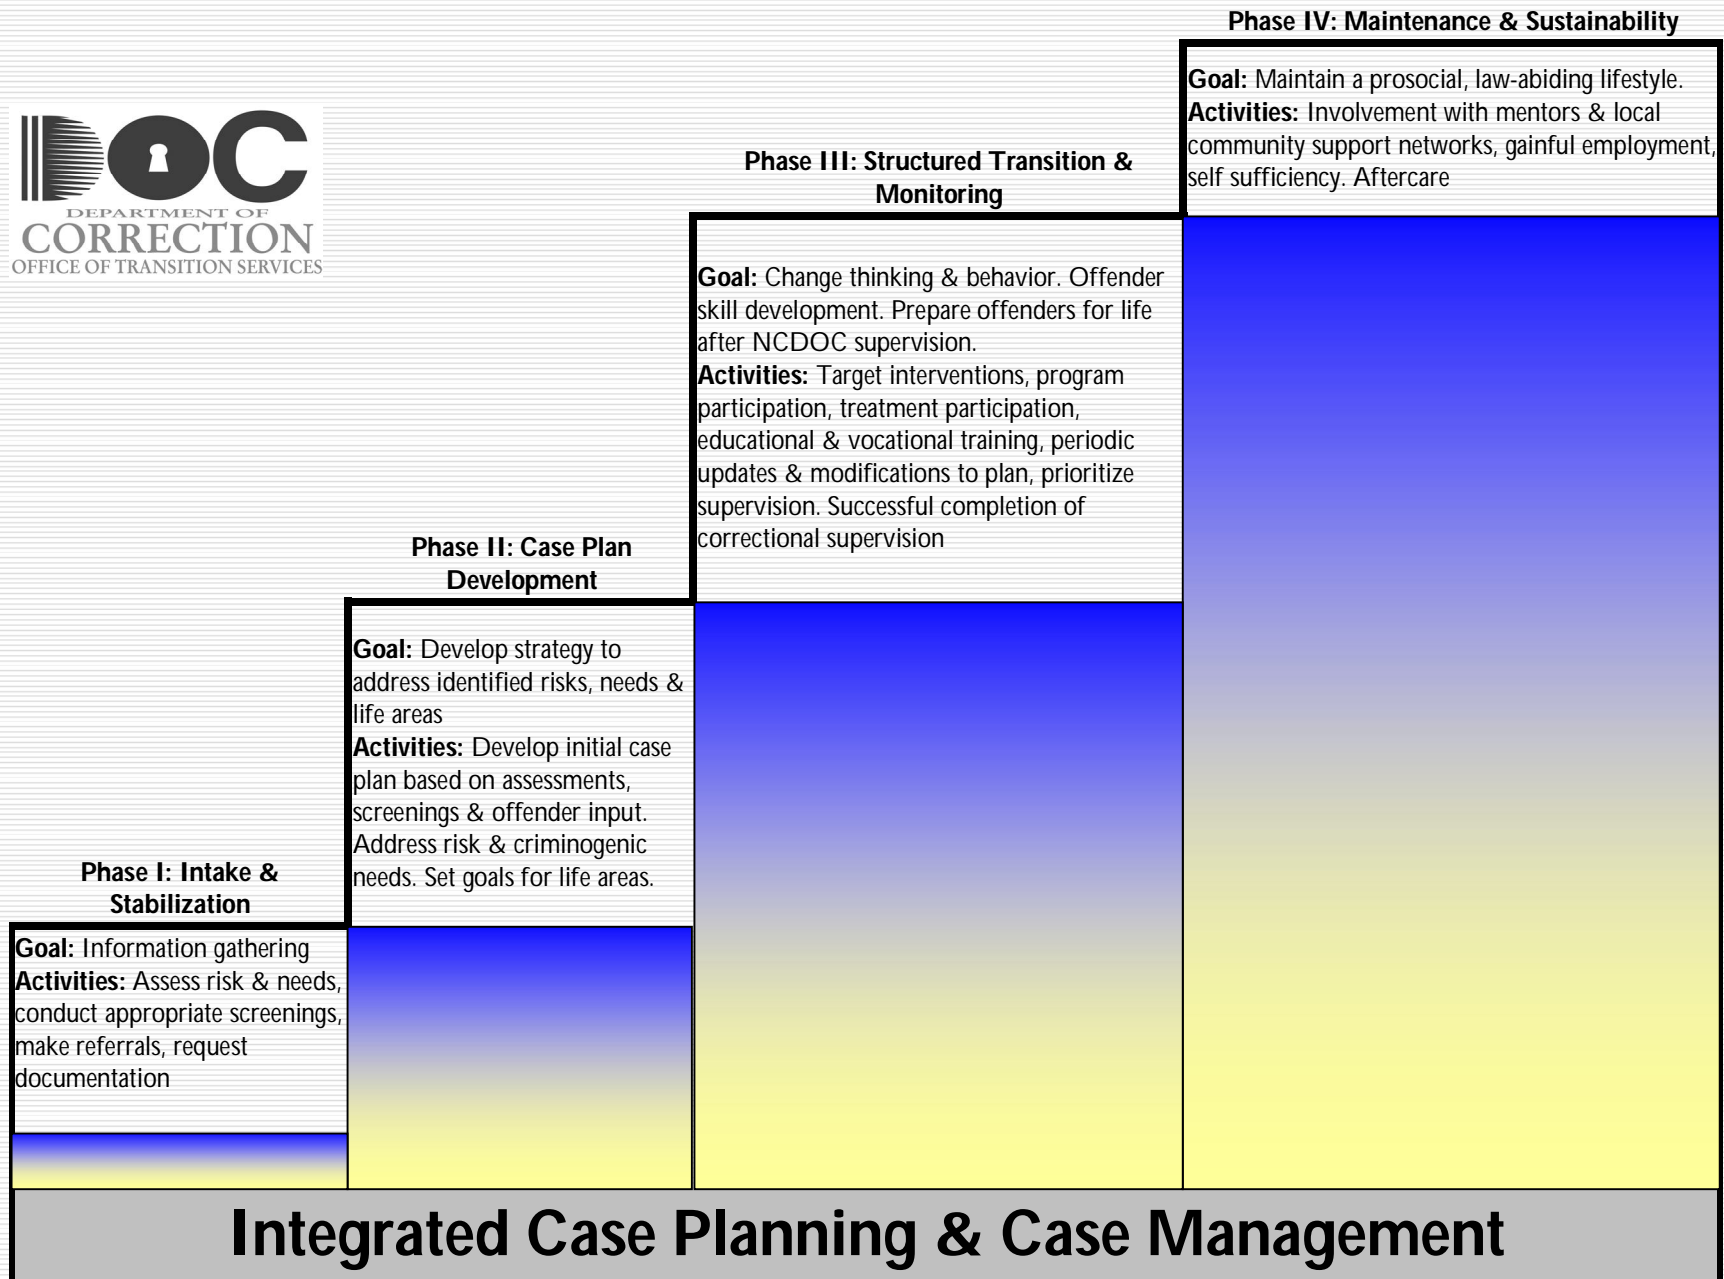 Phase IV: Maintenance & Sustainability
Goal: Maintain a prosocial, law-abiding lifestyle.
Activities: Involvement with mentors & local
community support networks, gainful employment,
self sufficiency. Aftercare
DOC
DEPARTMENT OF
CORRECTION
OFFICE OF TRANSITION SERVICES
Phase III: Structured Transition &
Monitoring
Goal: Change thinking & behavior. Offender
skill development. Prepare offenders for life
after NCDOC supervision.
Activities: Target interventions, program
participation, treatment participation,
educational & vocational training, periodic
updates & modifications to plan, prioritize
supervision. Successful completion of
correctional supervision
Phase II: Case Plan
Development
Goal: Develop strategy to
address identified risks, needs &
life areas
Activities: Develop initial case
plan based on assessments,
screenings & offender input.
Address risk & criminogenic
needs. Set goals for life areas.
Phase I: Intake &
Stabilization
Goal: Information gathering
Activities: Assess risk & needs,
conduct appropriate screenings,
make referrals, request
documentation
Integrated Case Planning & Case Management